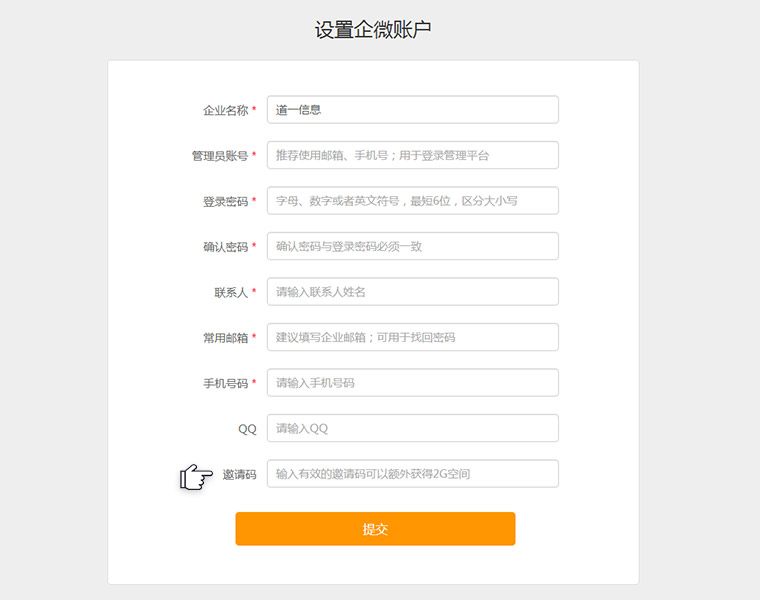 设置企微账户
企业名称 * 道一信息
管理员账号 * 推荐使用邮箱、手机号；用于登录管理平台
登录密码 * 字母、数字或者英文符号，最短6位，区分大小写
确认密码 * 确认密码与登录密码必须一致
联系人 * 请输入联系人姓名
常用邮箱 * 建议填写企业邮箱；可用于找回密码
手机号码 * 请输入手机号码
QQ 请输入QQ
邀请码 输入有效的邀请码可以额外获得2G空间
提交